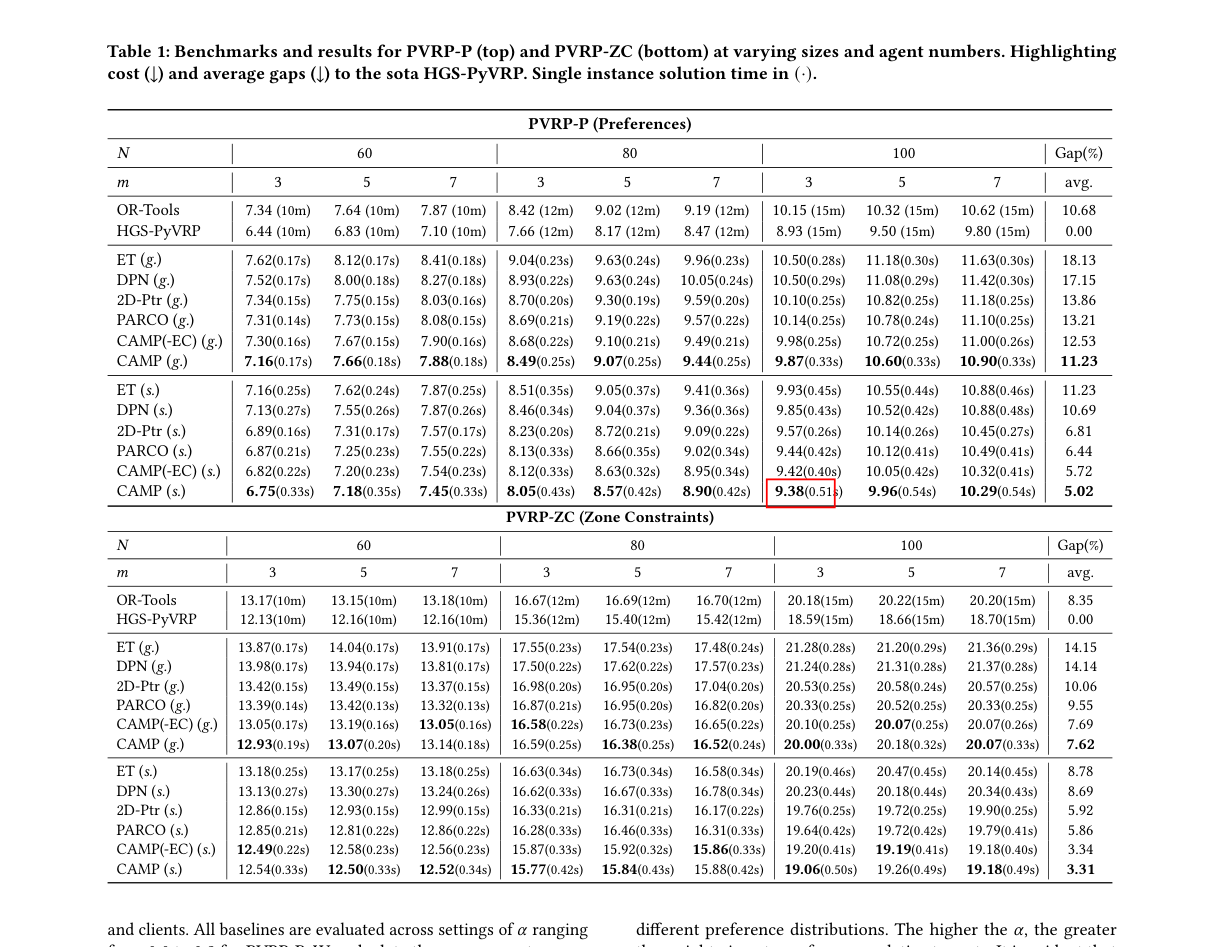 Table 1: Benchmarks and results for PVRP-P (top) and PVRP-ZC (bottom) at varying sizes and agent numbers. Highlighting
cost (↓) and average gaps (↓) to the sota HGS-PyVRP. Single instance solution time in (·).
PVRP-P (Preferences)
N 60 80 100 Gap(%)
m 3 5 7 3 5 7 3 5 7 avg.
OR-Tools 7.34 (10m) 7.64 (10m) 7.87 (10m) 8.42 (12m) 9.02 (12m) 9.19 (12m) 10.15 (15m) 10.32 (15m) 10.62 (15m) 10.68
HGS-PyVRP 6.44 (10m) 6.83 (10m) 7.10 (10m) 7.66 (12m) 8.17 (12m) 8.47 (12m) 8.93 (15m) 9.50 (15m) 9.80 (15m) 0.00
ET (g.) 7.62(0.17s) 8.12(0.17s) 8.41(0.18s) 9.04(0.23s) 9.63(0.24s) 9.96(0.23s) 10.50(0.28s) 11.18(0.30s) 11.63(0.30s) 18.13
DPN (g.) 7.52(0.17s) 8.00(0.18s) 8.27(0.18s) 8.93(0.22s) 9.63(0.24s) 10.05(0.24s) 10.50(0.29s) 11.08(0.29s) 11.42(0.30s) 17.15
2D-Ptr (g.) 7.34(0.15s) 7.75(0.15s) 8.03(0.16s) 8.70(0.20s) 9.30(0.19s) 9.59(0.20s) 10.10(0.25s) 10.82(0.25s) 11.18(0.25s) 13.86
PARCO (g.) 7.31(0.14s) 7.73(0.15s) 8.08(0.15s) 8.69(0.21s) 9.19(0.22s) 9.57(0.22s) 10.14(0.25s) 10.78(0.24s) 11.10(0.25s) 13.21
CAMP(-EC) (g.) 7.30(0.16s) 7.67(0.15s) 7.90(0.16s) 8.68(0.22s) 9.10(0.21s) 9.49(0.21s) 9.98(0.25s) 10.72(0.25s) 11.00(0.26s) 12.53
CAMP (g.) 7.16(0.17s) 7.66(0.18s) 7.88(0.18s) 8.49(0.25s) 9.07(0.25s) 9.44(0.25s) 9.87(0.33s) 10.60(0.33s) 10.90(0.33s) 11.23
ET (s.) 7.16(0.25s) 7.62(0.24s) 7.87(0.25s) 8.51(0.35s) 9.05(0.37s) 9.41(0.36s) 9.93(0.45s) 10.55(0.44s) 10.88(0.46s) 11.23
DPN (s.) 7.13(0.27s) 7.55(0.26s) 7.87(0.26s) 8.46(0.34s) 9.04(0.37s) 9.36(0.36s) 9.85(0.43s) 10.52(0.42s) 10.88(0.48s) 10.69
2D-Ptr (s.) 6.89(0.16s) 7.31(0.17s) 7.57(0.17s) 8.23(0.20s) 8.72(0.21s) 9.09(0.22s) 9.57(0.26s) 10.14(0.26s) 10.45(0.27s) 6.81
PARCO (s.) 6.87(0.21s) 7.25(0.23s) 7.55(0.22s) 8.13(0.33s) 8.66(0.35s) 9.02(0.34s) 9.44(0.42s) 10.12(0.41s) 10.49(0.41s) 6.44
CAMP(-EC) (s.) 6.82(0.22s) 7.20(0.23s) 7.54(0.23s) 8.12(0.33s) 8.63(0.32s) 8.95(0.34s) 9.42(0.40s) 10.05(0.42s) 10.32(0.41s) 5.72
CAMP (s.) 6.75(0.33s) 7.18(0.35s) 7.45(0.33s) 8.05(0.43s) 8.57(0.42s) 8.90(0.42s) 9.38(0.51s) 9.96(0.54s) 10.29(0.54s) 5.02
PVRP-ZC (Zone Constraints)
N 60 80 100 Gap(%)
m 3 5 7 3 5 7 3 5 7 avg.
OR-Tools 13.17(10m) 13.15(10m) 13.18(10m) 16.67(12m) 16.69(12m) 16.70(12m) 20.18(15m) 20.22(15m) 20.20(15m) 8.35
HGS-PyVRP 12.13(10m) 12.16(10m) 12.16(10m) 15.36(12m) 15.40(12m) 15.42(12m) 18.59(15m) 18.66(15m) 18.70(15m) 0.00
ET (g.) 13.87(0.17s) 14.04(0.17s) 13.91(0.17s) 17.55(0.23s) 17.54(0.23s) 17.48(0.24s) 21.28(0.28s) 21.20(0.29s) 21.36(0.29s) 14.15
DPN (g.) 13.98(0.17s) 13.94(0.17s) 13.81(0.17s) 17.50(0.22s) 17.62(0.22s) 17.57(0.23s) 21.24(0.28s) 21.31(0.28s) 21.37(0.28s) 14.14
2D-Ptr (g.) 13.42(0.15s) 13.49(0.15s) 13.37(0.15s) 16.98(0.20s) 16.95(0.20s) 17.04(0.20s) 20.53(0.25s) 20.58(0.24s) 20.57(0.25s) 10.06
PARCO (g.) 13.39(0.14s) 13.42(0.13s) 13.32(0.13s) 16.87(0.21s) 16.95(0.20s) 16.82(0.20s) 20.33(0.25s) 20.52(0.25s) 20.33(0.25s) 9.55
CAMP(-EC) (g.) 13.05(0.17s) 13.19(0.16s) 13.05(0.16s) 16.58(0.22s) 16.73(0.23s) 16.65(0.22s) 20.10(0.25s) 20.07(0.25s) 20.07(0.26s) 7.69
CAMP (g.) 12.93(0.19s) 13.07(0.20s) 13.14(0.18s) 16.59(0.25s) 16.38(0.25s) 16.52(0.24s) 20.00(0.33s) 20.18(0.32s) 20.07(0.33s) 7.62
ET (s.) 13.18(0.25s) 13.17(0.25s) 13.18(0.25s) 16.63(0.34s) 16.73(0.34s) 16.58(0.34s) 20.19(0.46s) 20.47(0.45s) 20.14(0.45s) 8.78
DPN (s.) 13.13(0.27s) 13.30(0.27s) 13.24(0.26s) 16.62(0.33s) 16.67(0.33s) 16.78(0.34s) 20.23(0.44s) 20.18(0.44s) 20.34(0.43s) 8.69
2D-Ptr (s.) 12.86(0.15s) 12.93(0.15s) 12.99(0.15s) 16.33(0.21s) 16.31(0.21s) 16.17(0.22s) 19.76(0.25s) 19.72(0.25s) 19.90(0.25s) 5.92
PARCO (s.) 12.85(0.21s) 12.81(0.22s) 12.86(0.22s) 16.28(0.33s) 16.46(0.33s) 16.31(0.33s) 19.64(0.42s) 19.72(0.42s) 19.79(0.41s) 5.86
CAMP(-EC) (s.) 12.49(0.22s) 12.58(0.23s) 12.56(0.23s) 15.87(0.33s) 15.92(0.32s) 15.86(0.33s) 19.20(0.41s) 19.19(0.41s) 19.18(0.40s) 3.34
CAMP (s.) 12.54(0.33s) 12.50(0.33s) 12.52(0.34s) 15.77(0.42s) 15.84(0.43s) 15.88(0.42s) 19.06(0.50s) 19.26(0.49s) 19.18(0.49s) 3.31
and clients. All baselines are evaluated across settings of α ranging
different preference distributions. The higher the α, the greater